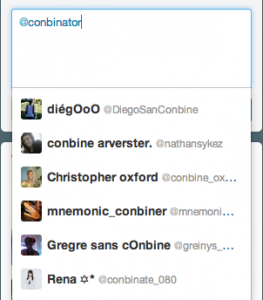 @conbinator
diégOoO @DiegoSanConbine
conbine arverster. @nathansykez
Christopher oxford @conbine_ox...
mnemonic_conbiner @mnemoni...
Gregre sans cOnbine @greinys_...
Rena ✡* @conbinate_080